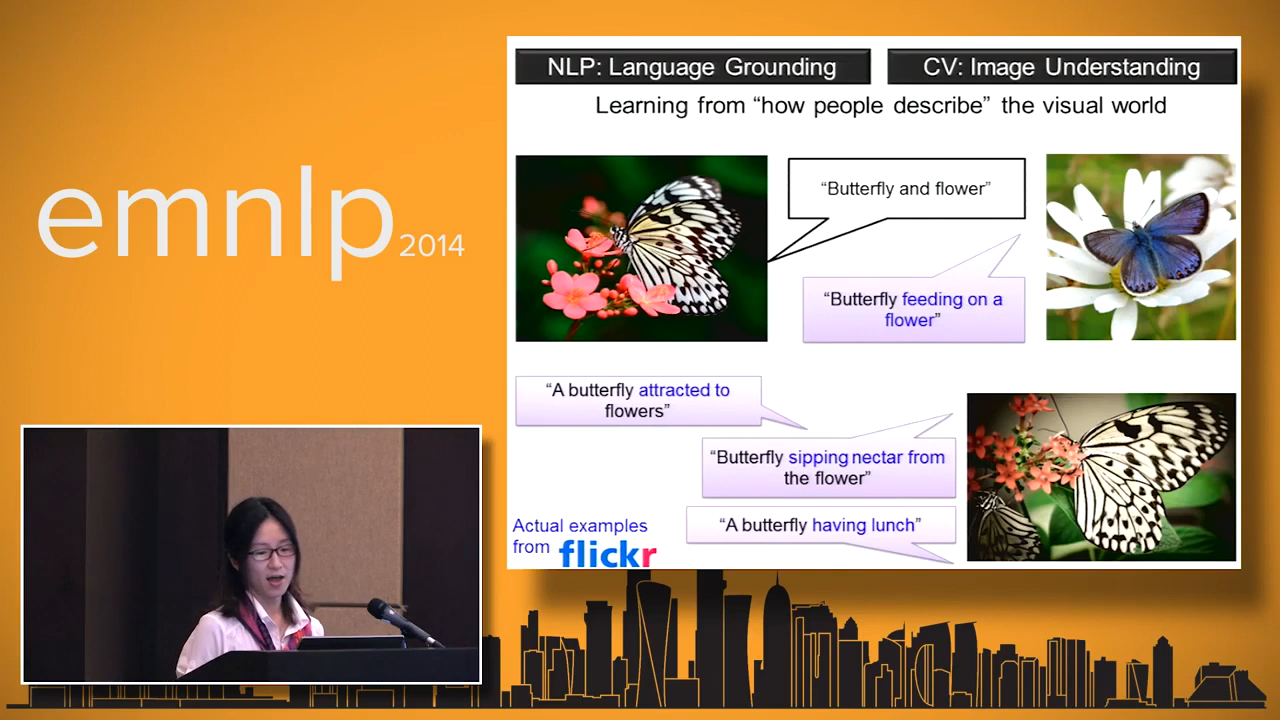 emnlp 2014
NLP: Language Grounding
CV: Image Understanding
Learning from “how people describe” the visual world
“Butterfly and flower”
“Butterfly feeding on a
flower”
“A butterfly attracted to
flowers”
“Butterfly sipping nectar from
the flower”
“A butterfly having lunch”
Actual examples
from flickr